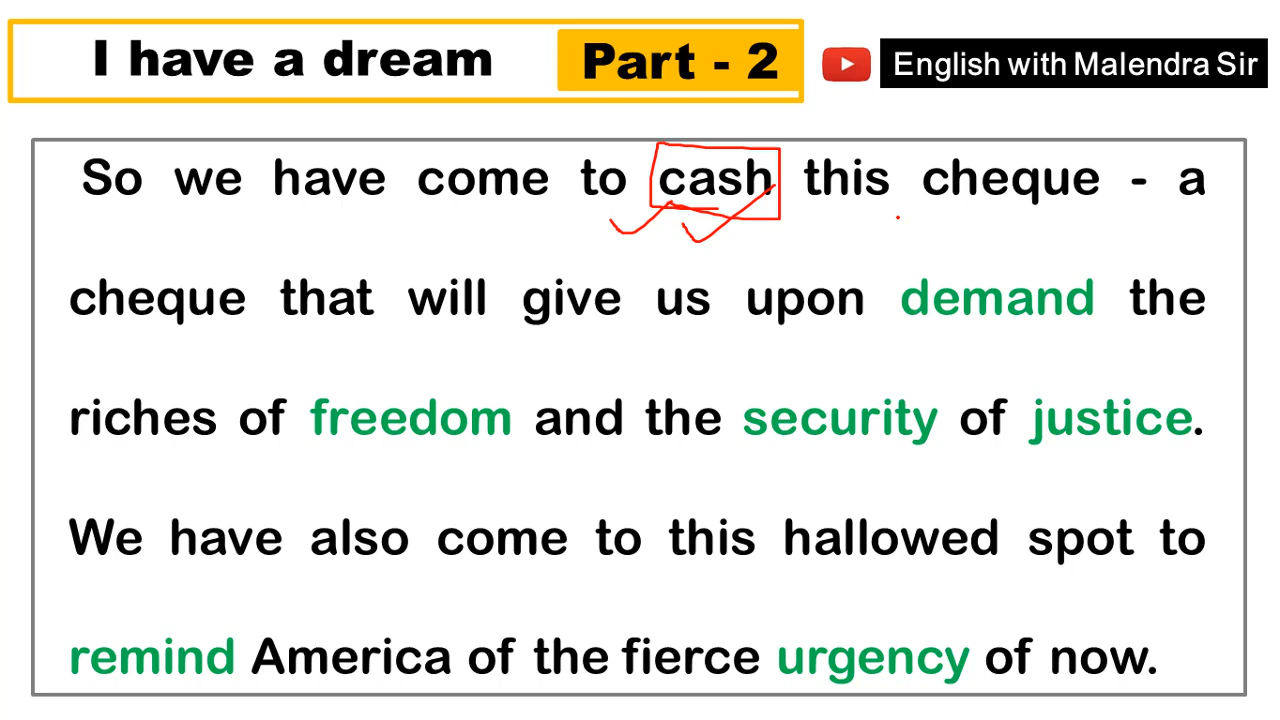 I have a dream Part - 2 English with Malendra Sir
So we have come to cash this cheque - a
cheque that will give us upon demand the
riches of freedom and the security of justice.
We have also come to this hallowed spot to
remind America of the fierce urgency of now.